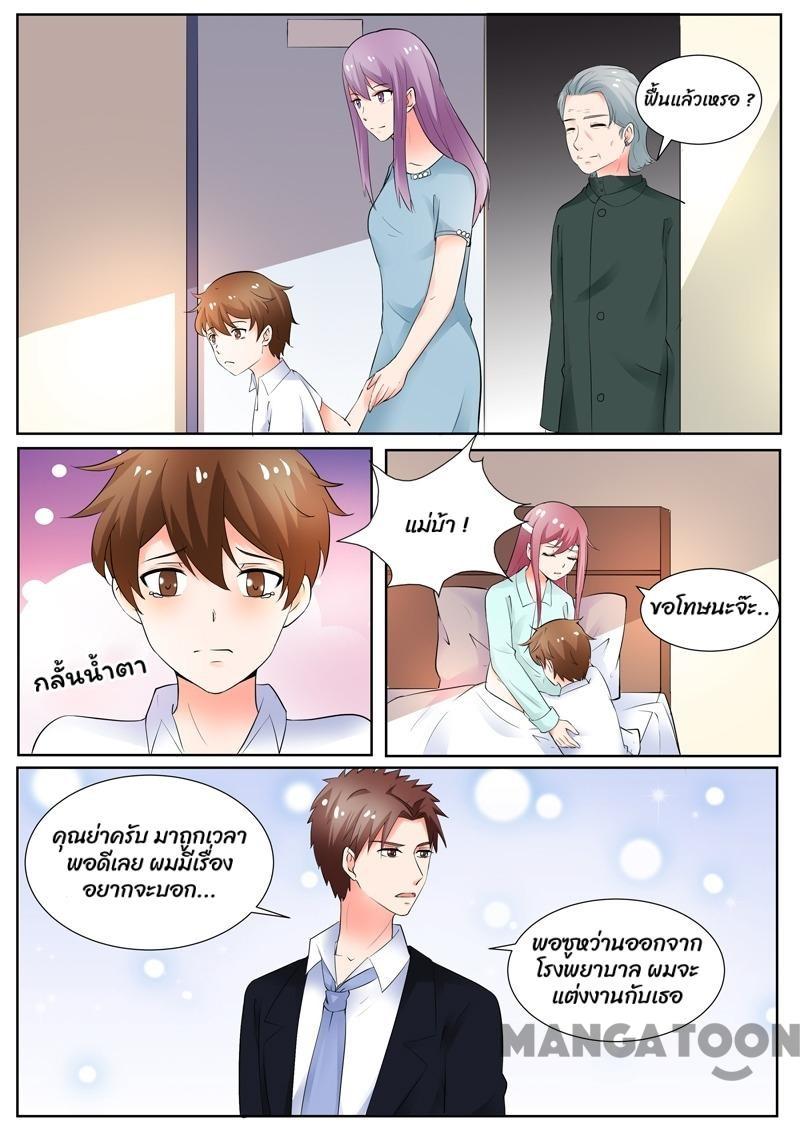 ฟื้นแล้วเหรอ ?
กลั้นน้ำตา
แม่บ้า !
ขอโทษนะจ๊ะ..
คุณย่าครับ มาถูกเวลา
พอดีเลย ผมมีเรื่อง
อยากจะบอก...
พอซูหว่านออกจาก
โรงพยาบาล ผมจะ
แต่งงานกับเธอ
MANGATOON